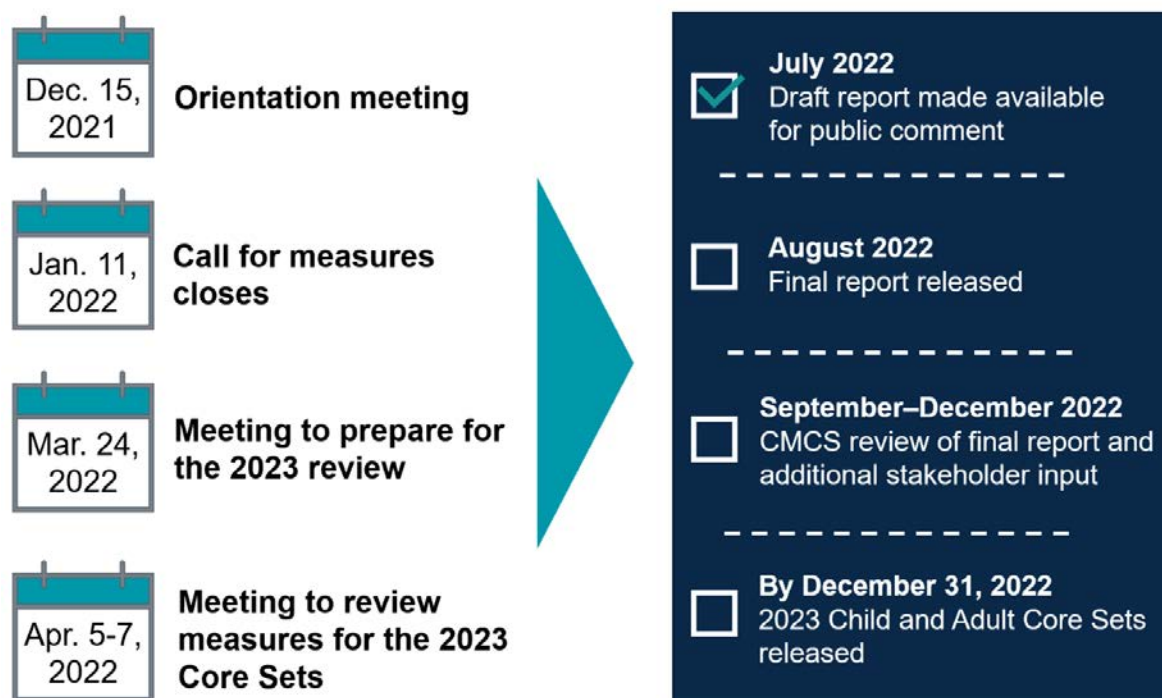 Dec. 15,
2021
Orientation meeting
Jan. 11,
2022
Call for measures
closes
Mar. 24,
2022
Meeting to prepare for
the 2023 review
Apr. 5-7,
2022
Meeting to review
measures for the 2023
Core Sets
July 2022
Draft report made available
for public comment
August 2022
Final report released
September–December 2022
CMCS review of final report and
additional stakeholder input
By December 31, 2022
2023 Child and Adult Core Sets
released